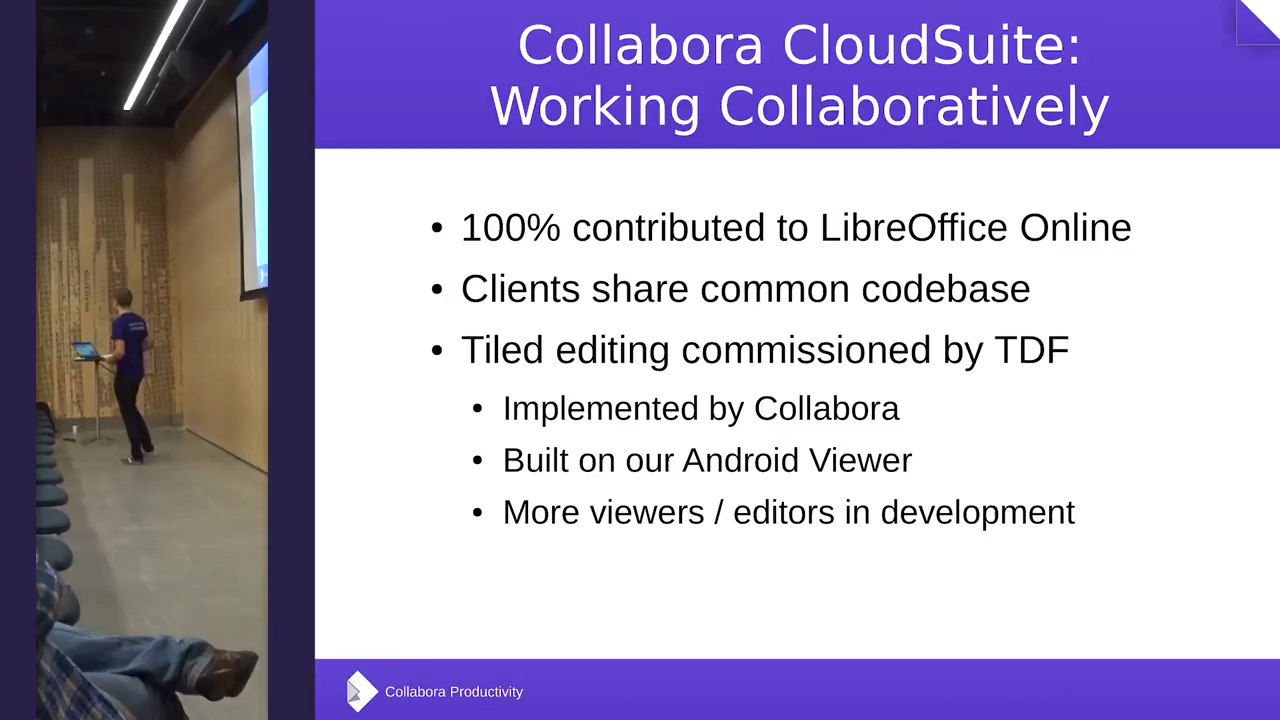 Collabora CloudSuite:
Working Collaboratively
• 100% contributed to LibreOffice Online
• Clients share common codebase
• Tiled editing commissioned by TDF
• Implemented by Collabora
• Built on our Android Viewer
• More viewers / editors in development
Collabora Productivity